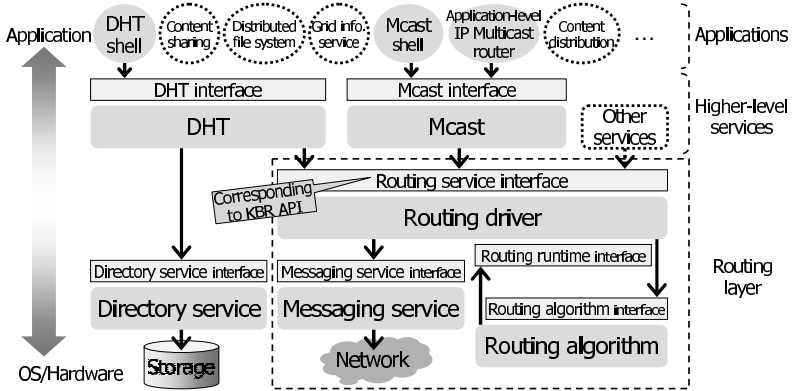 Application
DHT
shell
Content
sharing
Distributed
file system
Grid info.
service
Mcast
shell
Application-level
IP Multicast
router
Content
distribution
...
Applications
DHT interface
Mcast interface
DHT
Mcast
Other
services
Higher-level
services
Corresponding
to KBR API
Routing service interface
Routing driver
Directory service interface
Messaging service interface
Routing runtime interface
Routing
layer
Directory service
Messaging service
Routing algorithm interface
Routing algorithm
Storage
Network
OS/Hardware